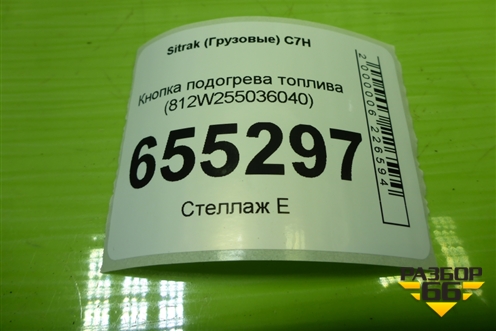 Sitrak (Грузовые) C7H
Кнопка подогрева топлива
(812W255036040)
655297
Стеллаж Е
2000006226594
РАЗБОР
66